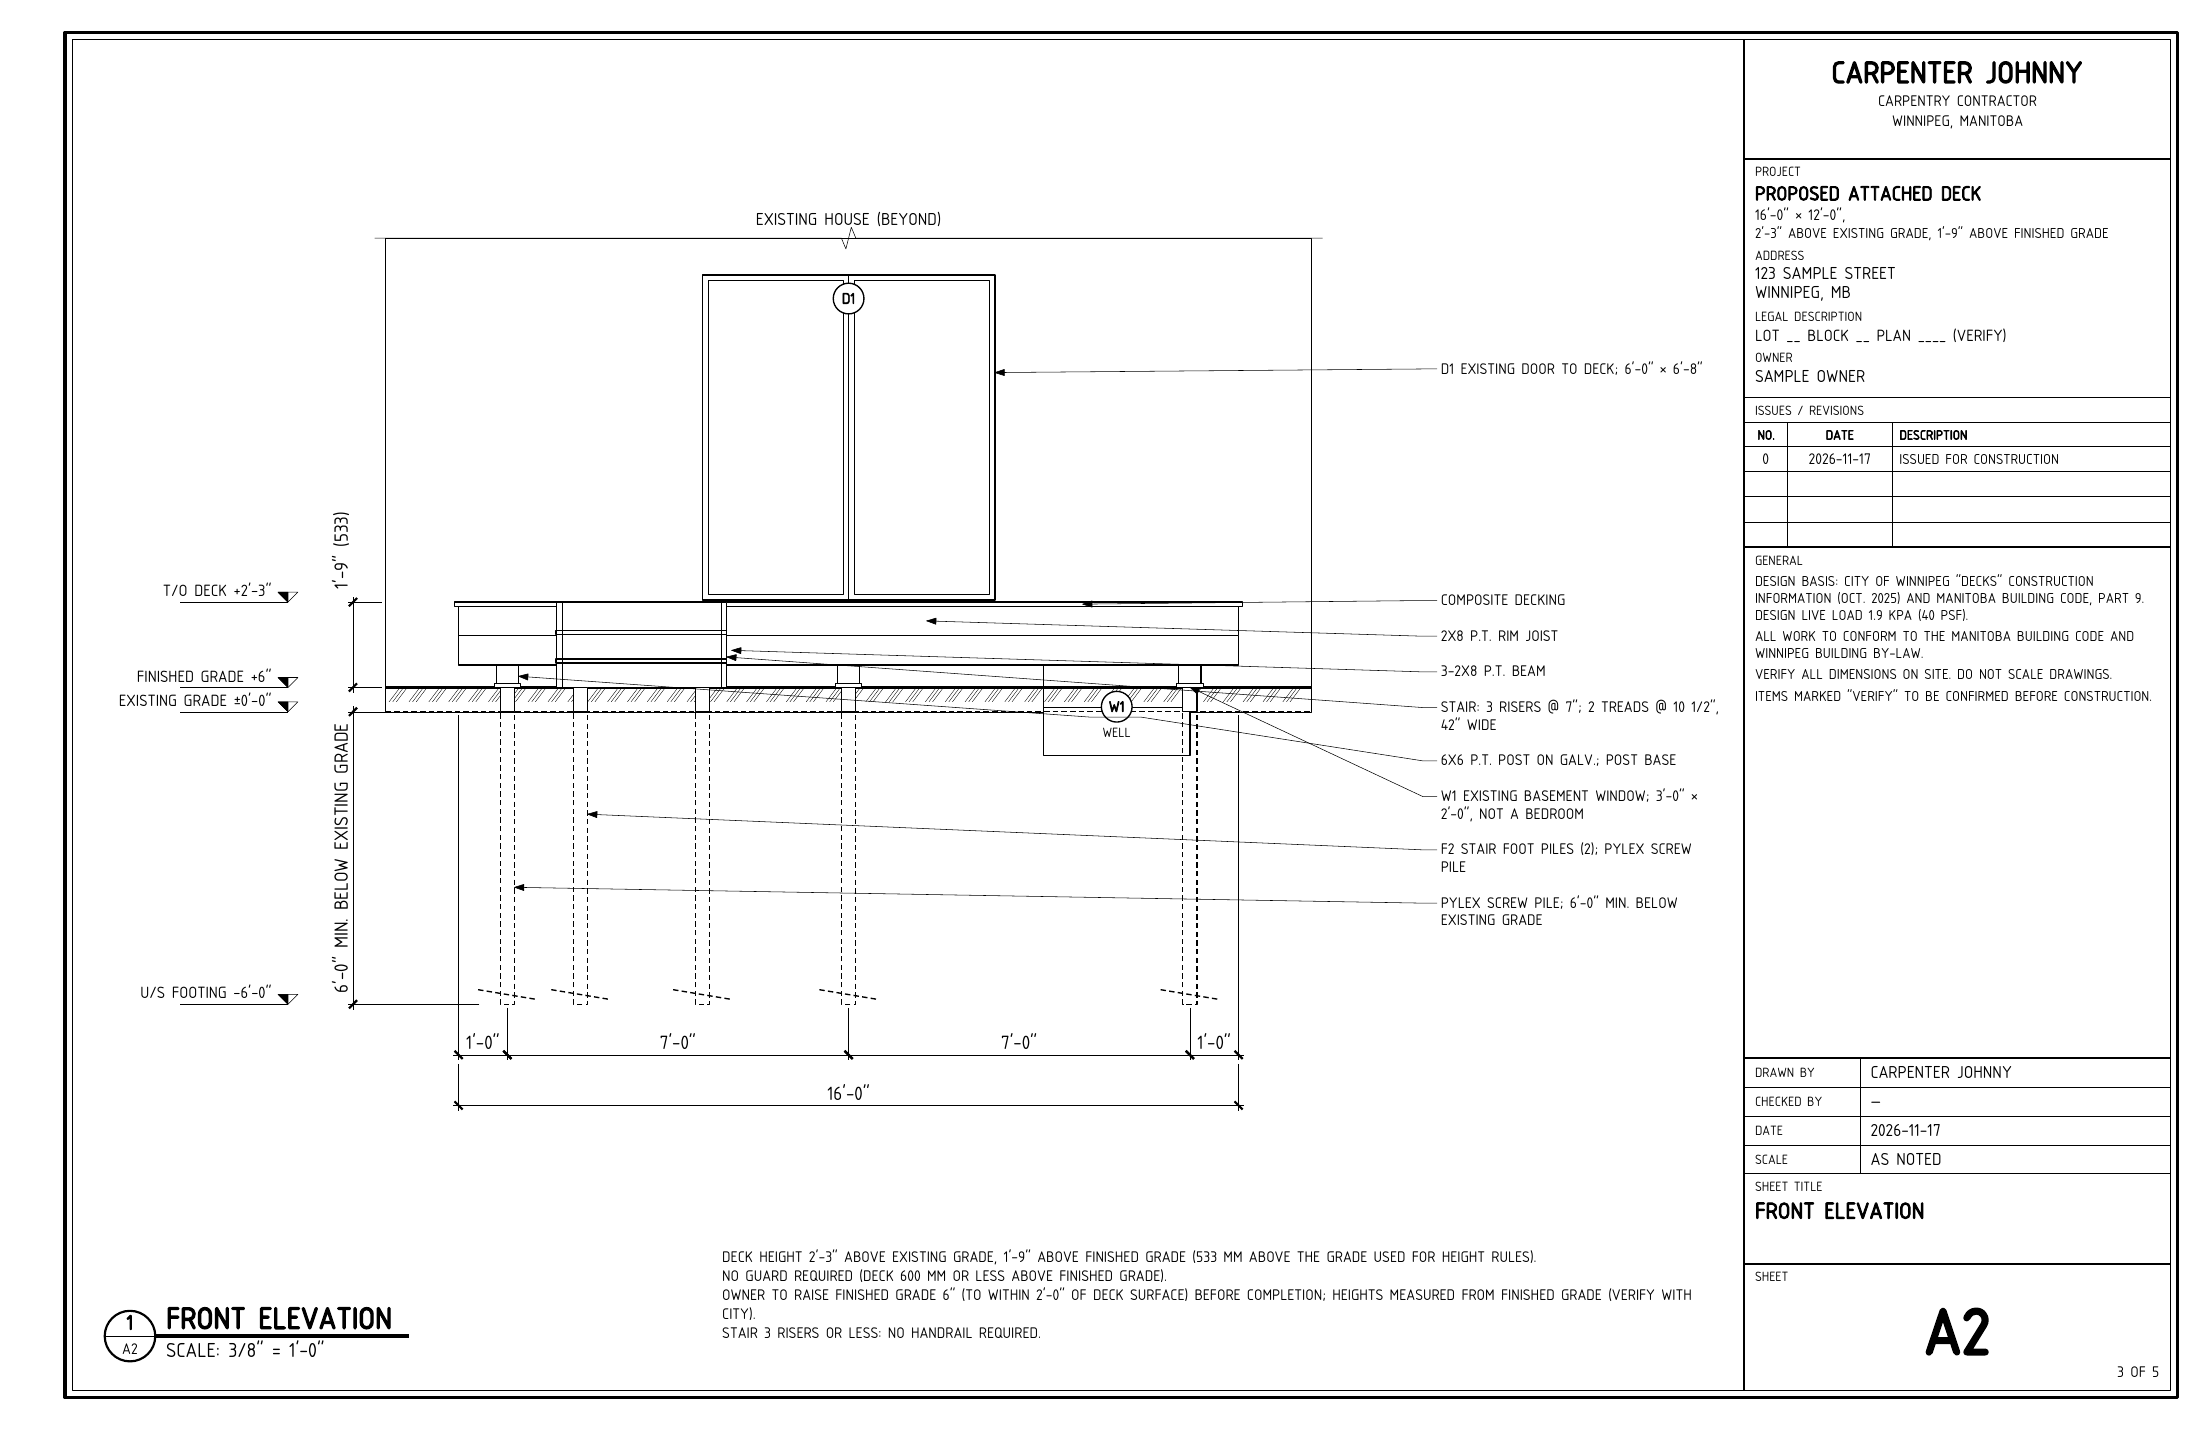 EXISTING HOUSE (BEYOND)
D1
D1 EXISTING DOOR TO DECK; 6'-0" × 6'-8"
1'-9" (533)
T/O DECK +2'-3"
FINISHED GRADE +6"
EXISTING GRADE ±0'-0"
6'-0" MIN. BELOW EXISTING GRADE
U/S FOOTING -6'-0"
COMPOSITE DECKING
2X8 P.T. RIM JOIST
3-2X8 P.T. BEAM
STAIR: 3 RISERS @ 7"; 2 TREADS @ 10 1/2",
42" WIDE
6X6 P.T. POST ON GALV.; POST BASE
W1 EXISTING BASEMENT WINDOW; 3'-0" ×
2'-0", NOT A BEDROOM
F2 STAIR FOOT PILES (2); PYLEX SCREW
PILE
PYLEX SCREW PILE; 6'-0" MIN. BELOW
EXISTING GRADE
W1
WELL
1'-0"
7'-0"
7'-0"
1'-0"
16'-0"
DECK HEIGHT 2'-3" ABOVE EXISTING GRADE, 1'-9" ABOVE FINISHED GRADE (533 MM ABOVE THE GRADE USED FOR HEIGHT RULES).
NO GUARD REQUIRED (DECK 600 MM OR LESS ABOVE FINISHED GRADE).
OWNER TO RAISE FINISHED GRADE 6" (TO WITHIN 2'-0" OF DECK SURFACE) BEFORE COMPLETION; HEIGHTS MEASURED FROM FINISHED GRADE (VERIFY WITH
CITY).
STAIR 3 RISERS OR LESS: NO HANDRAIL REQUIRED.
1
A2
FRONT ELEVATION
SCALE: 3/8" = 1'-0"
CARPENTER JOHNNY
CARPENTRY CONTRACTOR
WINNIPEG, MANITOBA
PROJECT
PROPOSED ATTACHED DECK
16'-0" × 12'-0",
2'-3" ABOVE EXISTING GRADE, 1'-9" ABOVE FINISHED GRADE
ADDRESS
123 SAMPLE STREET
WINNIPEG, MB
LEGAL DESCRIPTION
LOT __ BLOCK __ PLAN ____ (VERIFY)
OWNER
SAMPLE OWNER
ISSUES / REVISIONS
NO. DATE DESCRIPTION
0 2026-11-17 ISSUED FOR CONSTRUCTION
GENERAL
DESIGN BASIS: CITY OF WINNIPEG "DECKS" CONSTRUCTION
INFORMATION (OCT. 2025) AND MANITOBA BUILDING CODE, PART 9.
DESIGN LIVE LOAD 1.9 KPA (40 PSF).
ALL WORK TO CONFORM TO THE MANITOBA BUILDING CODE AND
WINNIPEG BUILDING BY-LAW.
VERIFY ALL DIMENSIONS ON SITE. DO NOT SCALE DRAWINGS.
ITEMS MARKED "VERIFY" TO BE CONFIRMED BEFORE CONSTRUCTION.
DRAWN BY CARPENTER JOHNNY
CHECKED BY —
DATE 2026-11-17
SCALE AS NOTED
SHEET TITLE
FRONT ELEVATION
SHEET
A2
3 OF 5